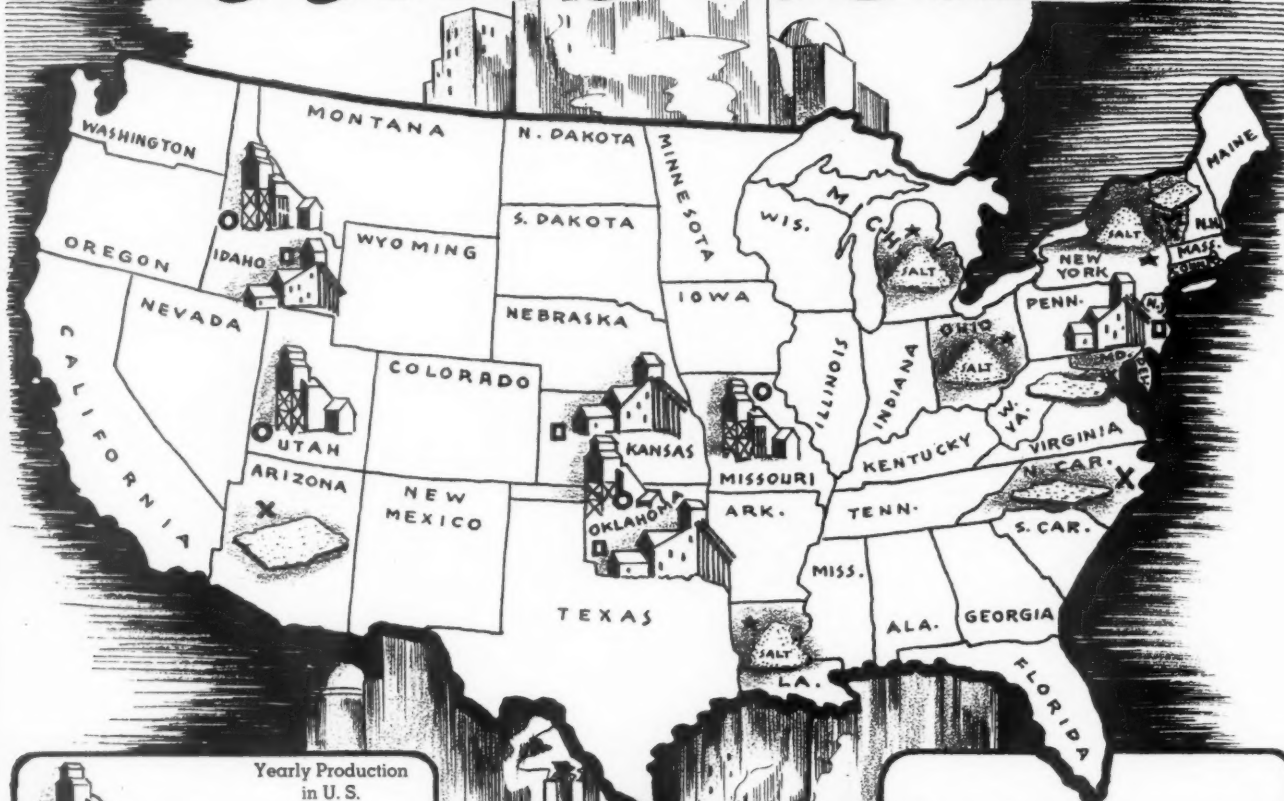 WASHINGTON
MONTANA
N. DAKOTA
MINNESOTA
MAINE
OREGON
IDAHO
WYOMING
S. DAKOTA
WIS.
MICH.
SALT
SALT
N.H.
MASS.
NEW
YORK
CALIFORNIA
NEVADA
NEBRASKA
IOWA
ILLINOIS
INDIANA
OHIO
SALT
PENN.
N.J.
MD.
DEL.
UTAH
COLORADO
KANSAS
MISSOURI
KENTUCKY
W.
VA.
VIRGINIA
ARIZONA
NEW
MEXICO
OKLAHOMA
ARK.
TENN.
N. CAR.
S. CAR.
TEXAS
MISS.
ALA.
GEORGIA
SALT
LA.
FLORIDA
Yearly Production
in U. S.